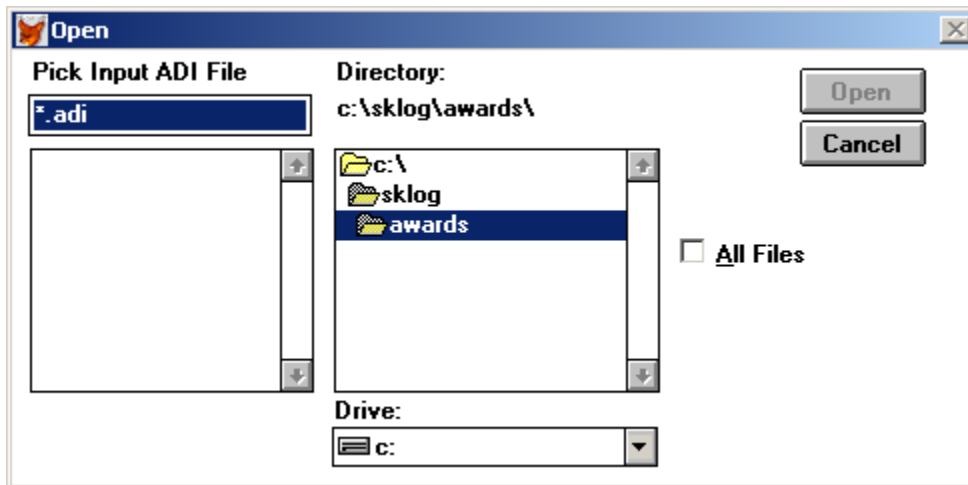 Open
Pick Input ADI File
Directory:
*.adi
c:\sklog\awards\
Open
Cancel
c:\
sklog
awards
All Files
Drive:
c: